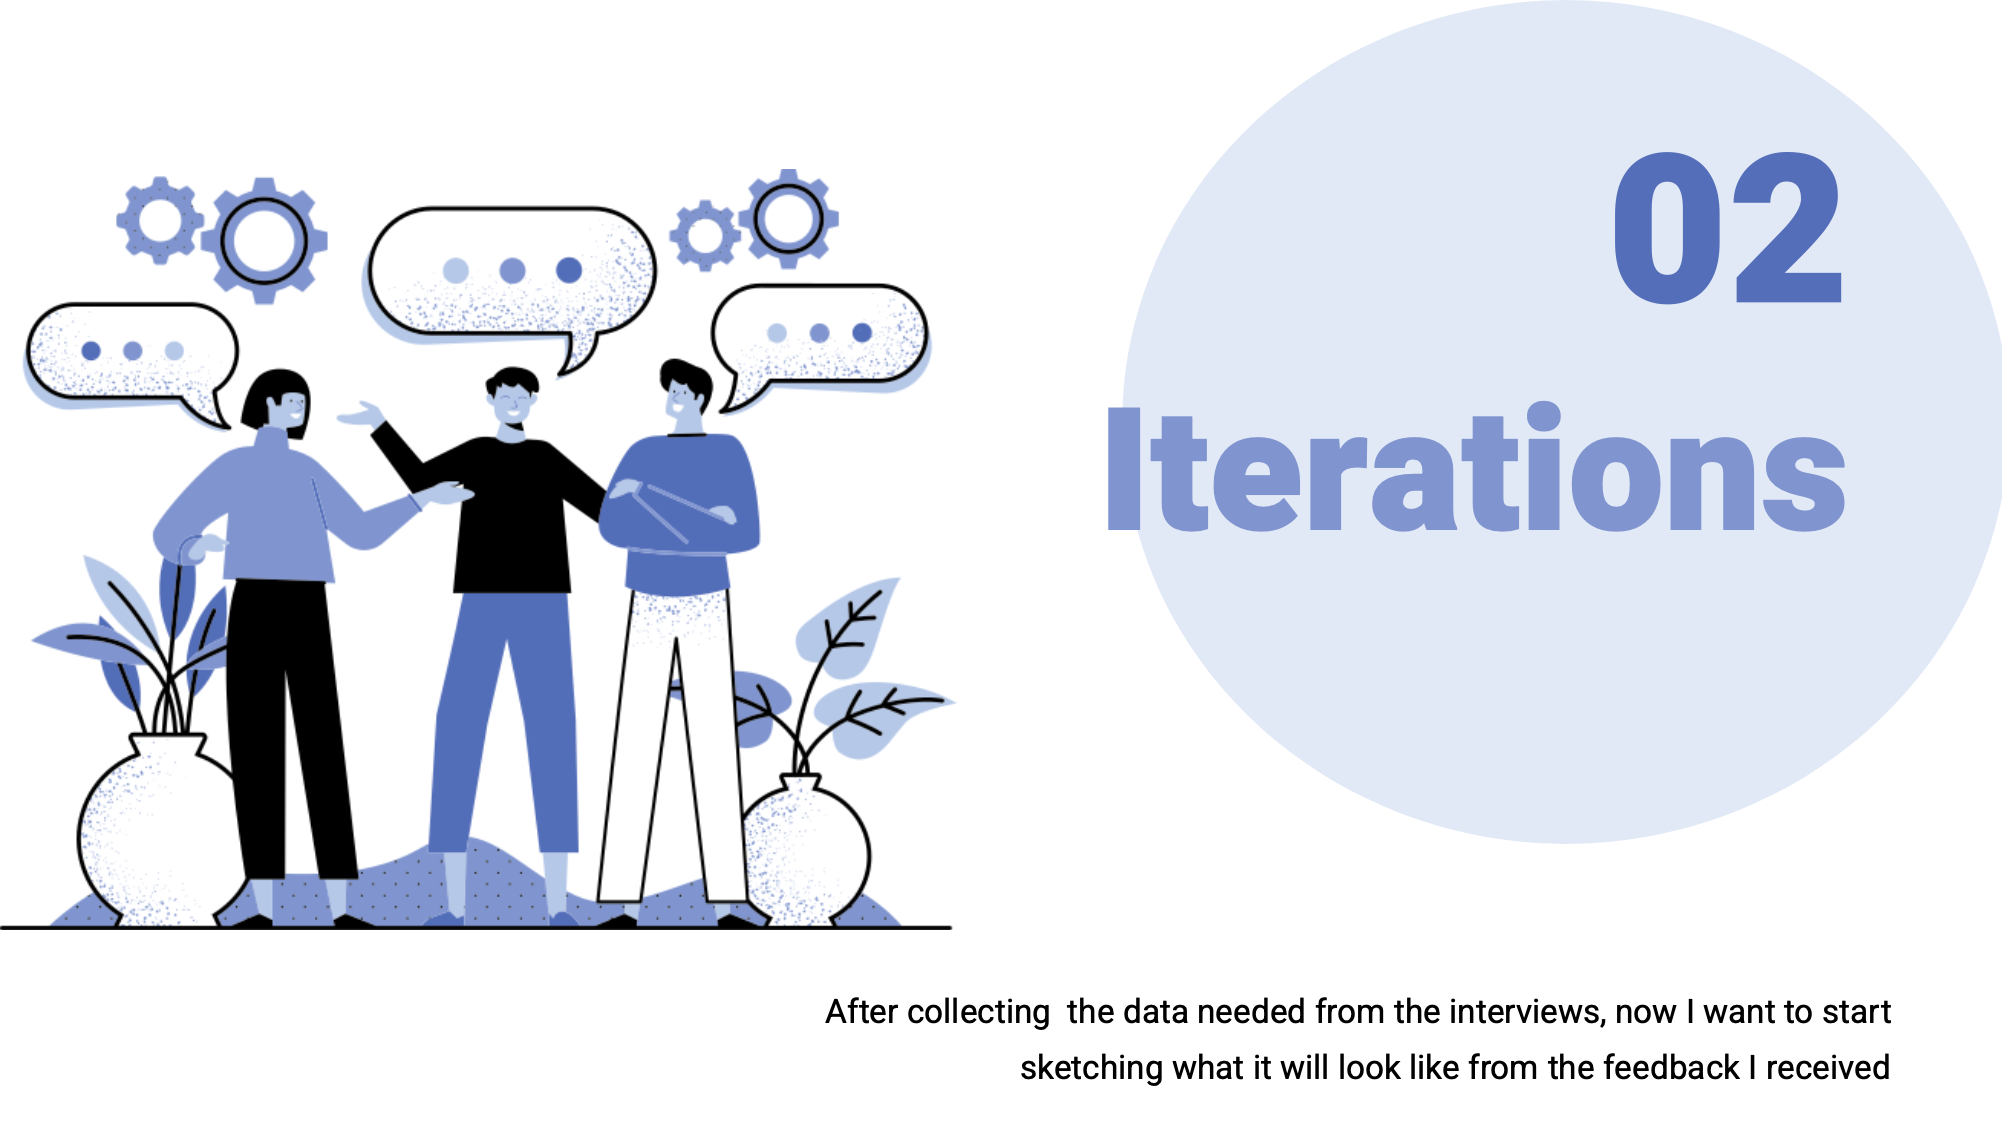 02
Iterations
After collecting  the data needed from the interviews, now I want to start
sketching what it will look like from the feedback I received